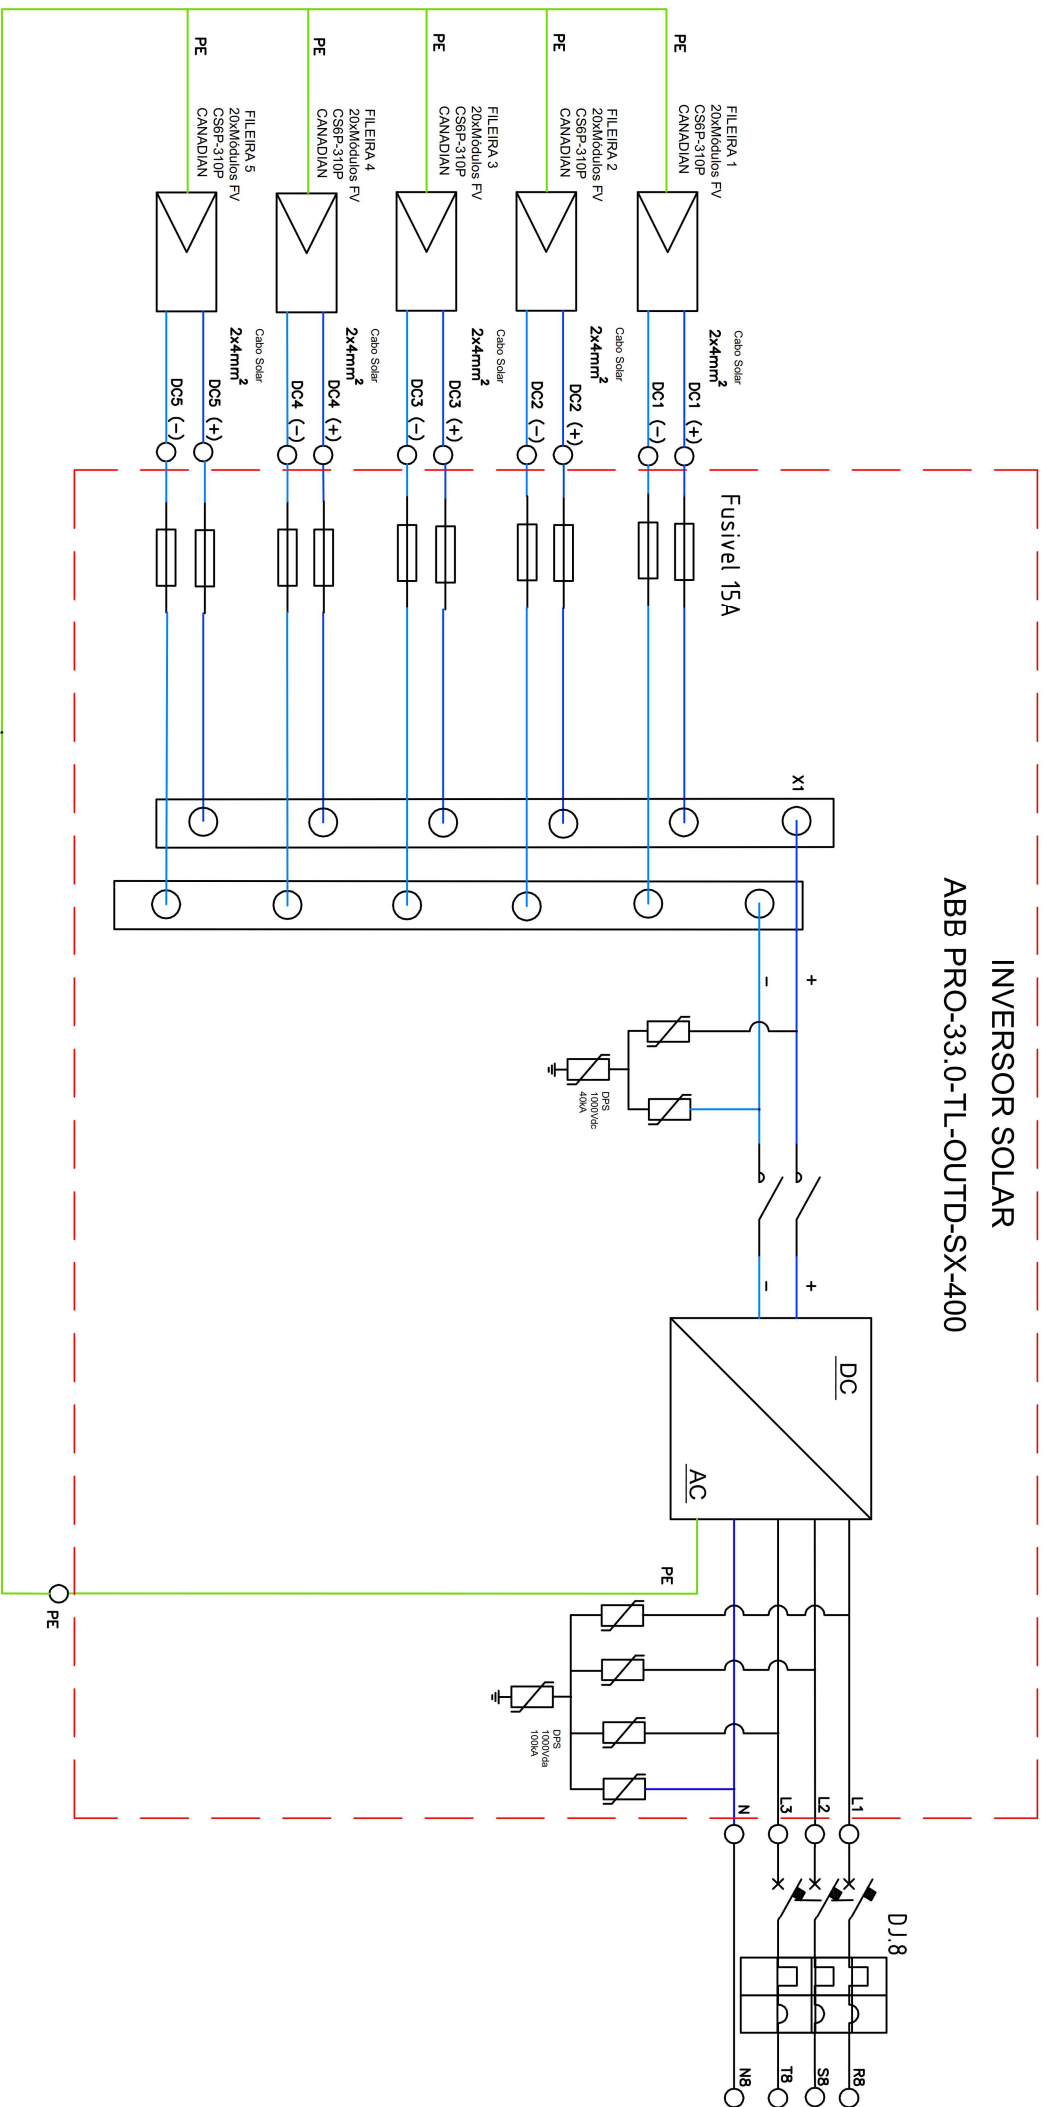 INVERSOR SOLAR
ABB PRO-33.0-TL-OUTD-SX-400
PE
PE
PE
PE
PE
FILEIRA 1
20xMódulos FV
CS6P-310P
CANADIAN
FILEIRA 2
20xMódulos FV
CS6P-310P
CANADIAN
FILEIRA 3
20xMódulos FV
CS6P-310P
CANADIAN
FILEIRA 4
20xMódulos FV
CS6P-310P
CANADIAN
FILEIRA 5
20xMódulos FV
CS6P-310P
CANADIAN
Cabo Solar
2x4mm²
Cabo Solar
2x4mm²
Cabo Solar
2x4mm²
Cabo Solar
2x4mm²
Cabo Solar
2x4mm²
DC1 (+)
DC1 (-)
DC2 (+)
DC2 (-)
DC3 (+)
DC3 (-)
DC4 (+)
DC4 (-)
DC5 (+)
DC5 (-)
Fusivel 15A
X1
+
-
DPS
1000Vdc
40kA
+
-
DC
AC
PE
PE
DPS
1000Vda
100kA
L1
L2
L3
N
DJ.8
R8
S8
T8
N8